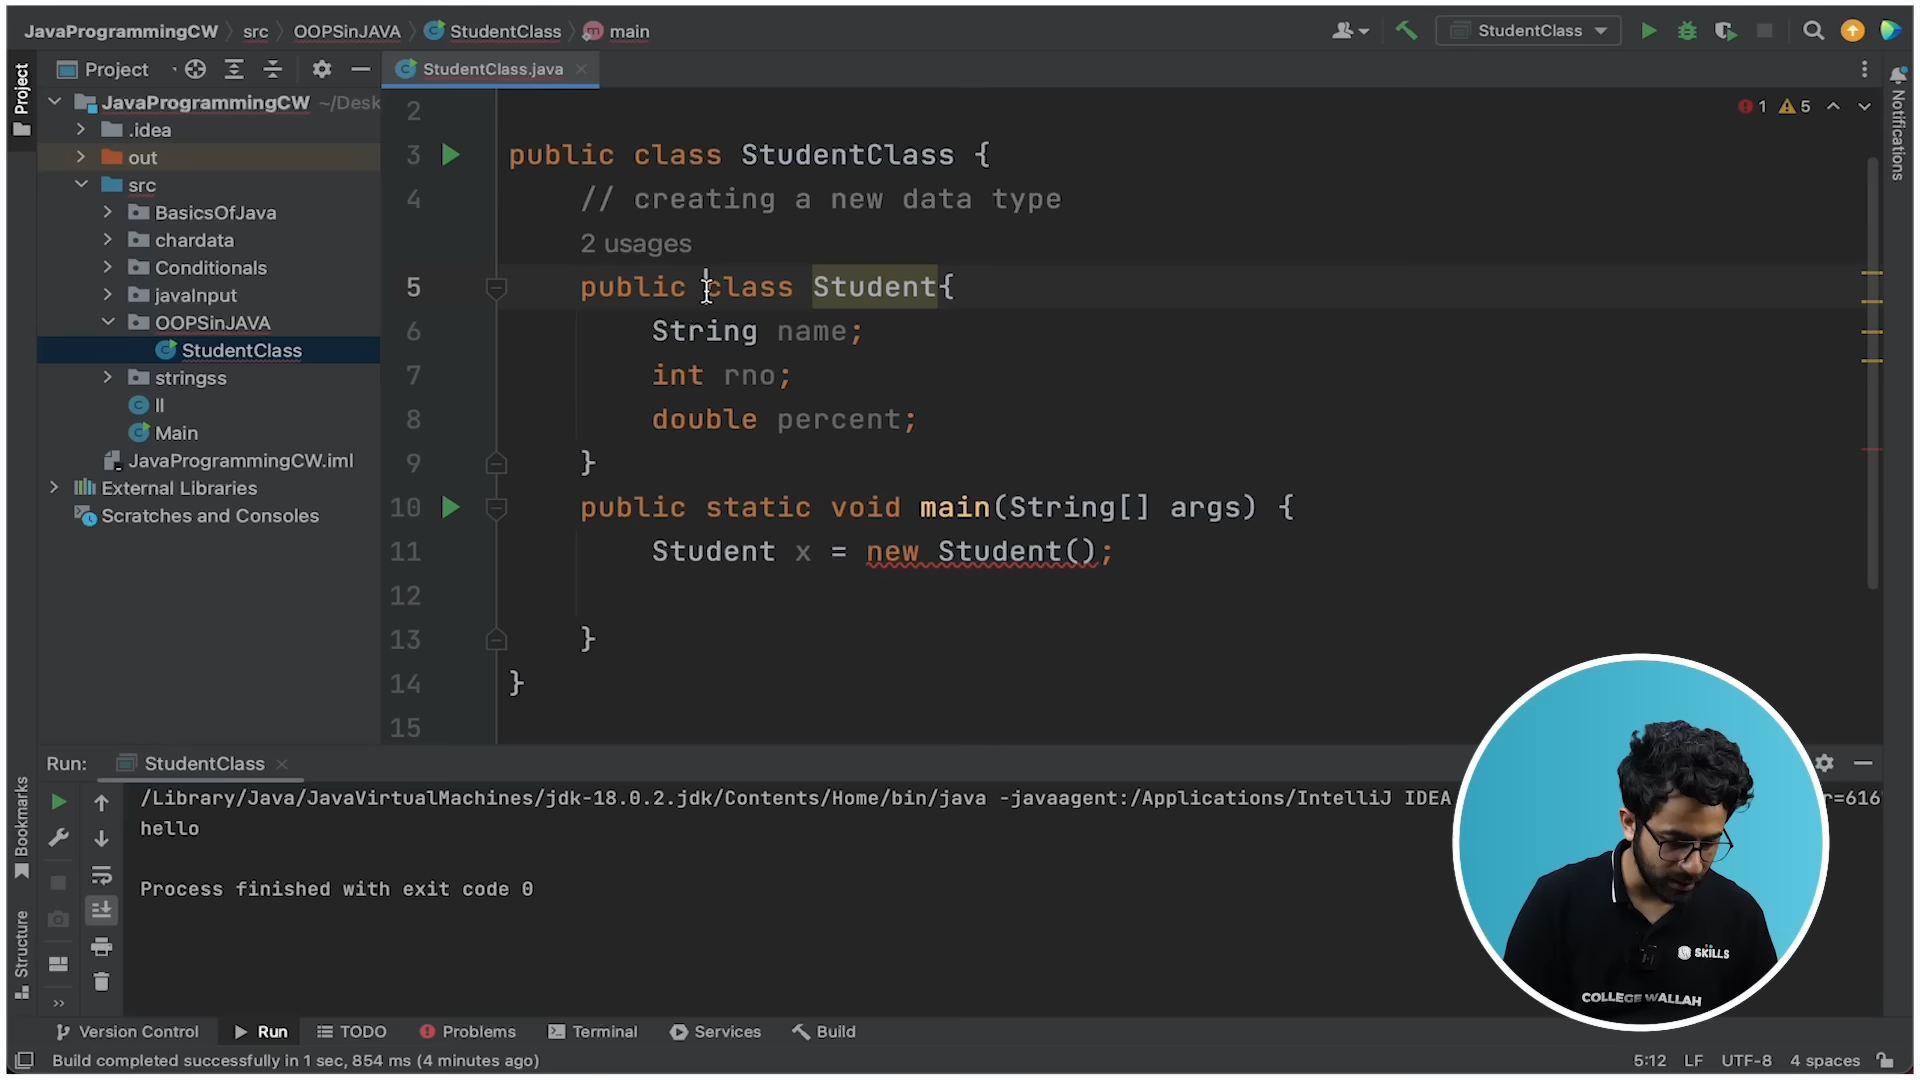 JavaProgrammingCW src OOPSinJAVA StudentClass main
StudentClass
Project
StudentClass.java
Project
JavaProgrammingCW ~/Desk
.idea
out
src
BasicsOfJava
chardata
Conditionals
javaInput
OOPSinJAVA
StudentClass
stringss
ll
Main
JavaProgrammingCW.iml
External Libraries
Scratches and Consoles
1 5
Notifications
2
3 public class StudentClass {
4 // creating a new data type
2 usages
5 public class Student{
6 String name;
7 int rno;
8 double percent;
9 }
10 public static void main(String[] args) {
11 Student x = new Student();
12
13 }
14 }
15
Run: StudentClass
/Library/Java/JavaVirtualMachines/jdk-18.0.2.jdk/Contents/Home/bin/java -javaagent:/Applications/IntelliJ IDEA
hello
Process finished with exit code 0
Bookmarks
Structure
SKILLS
COLLEGE WALLAH
Version Control Run TODO Problems Terminal Services Build
Build completed successfully in 1 sec, 854 ms (4 minutes ago)
5:12 LF UTF-8 4 spaces